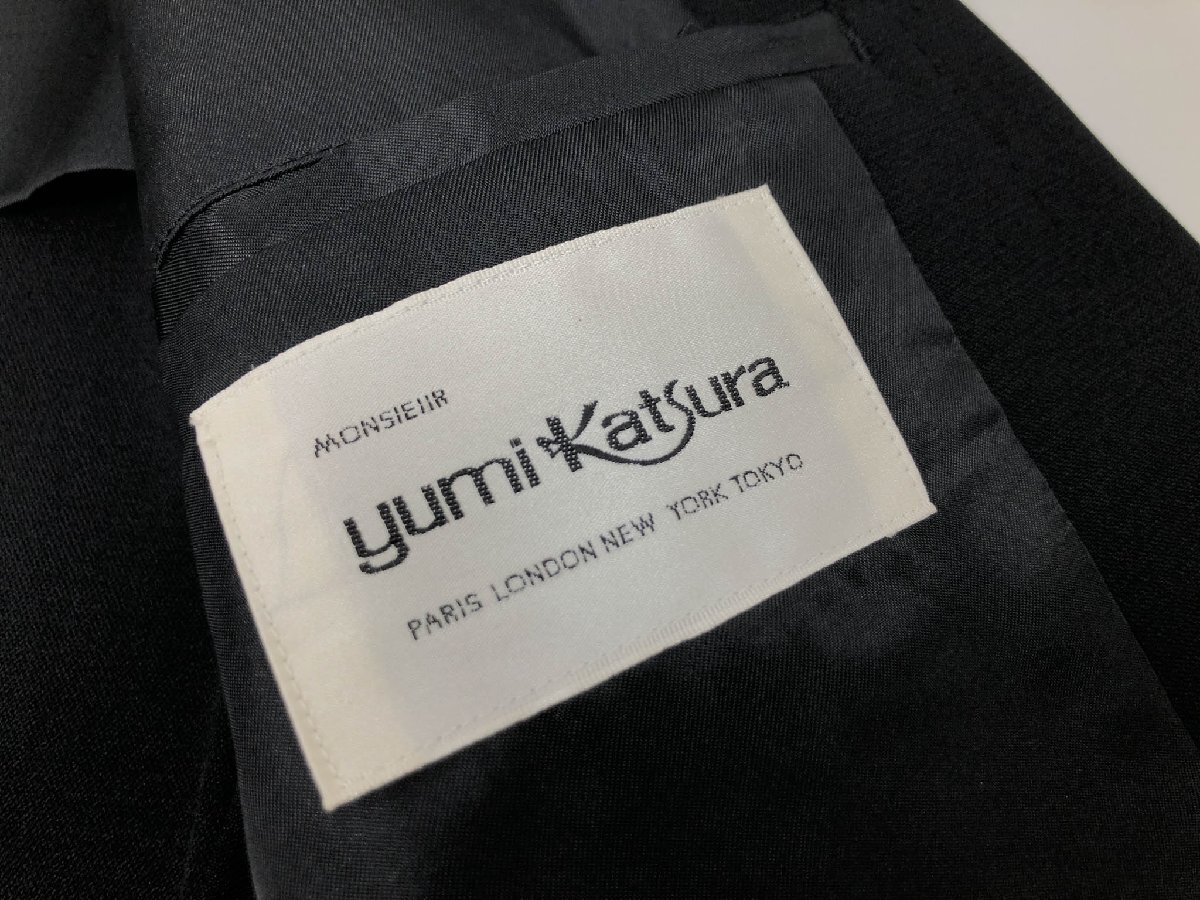 MONSIEUR
yumi Katsura
PARIS LONDON NEW YORK TOKYO